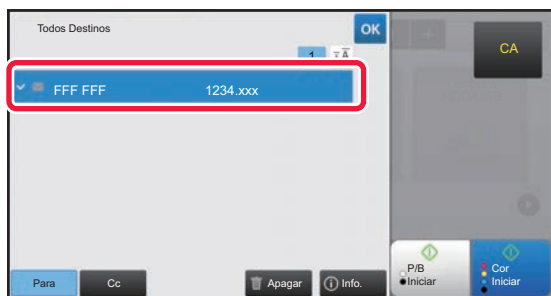 Todos Destinos
OK
CA
1
FFF FFF 1234.xxx
P/B
Iniciar
Cor
Iniciar
Para
Cc
Apagar
i Info.